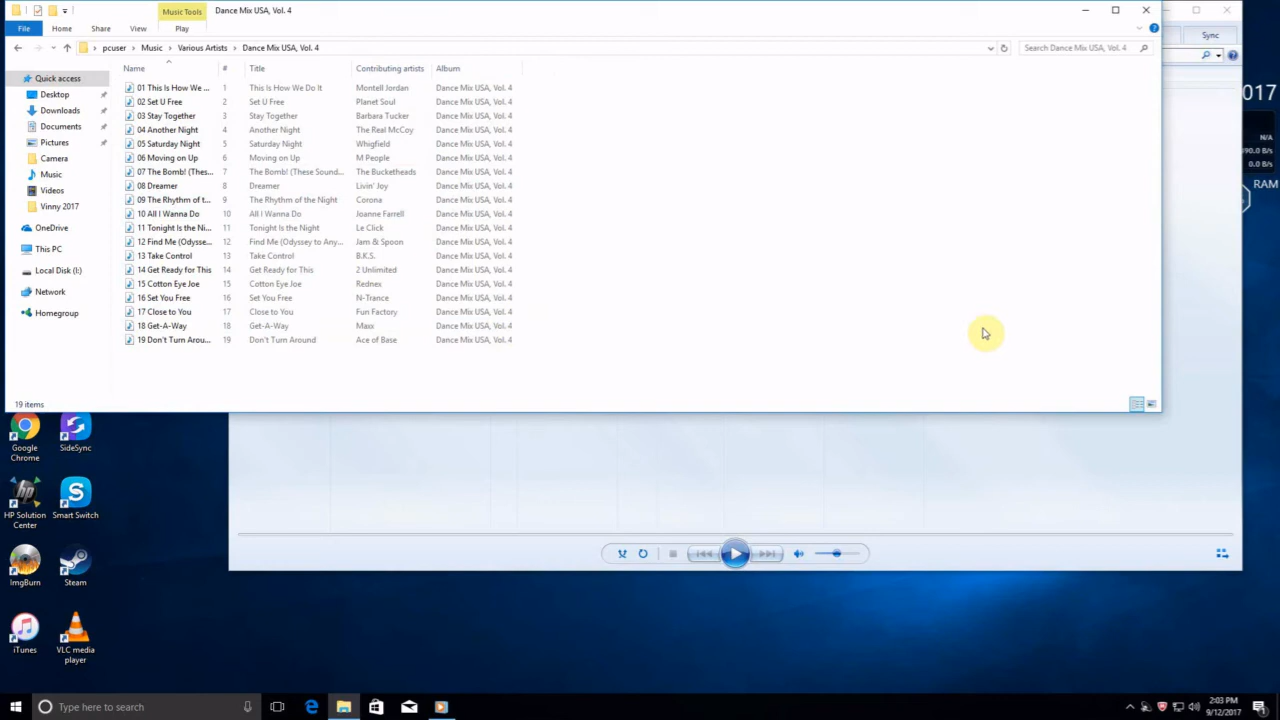 Music Tools
Dance Mix USA, Vol. 4
File
Home
Share
View
Play
Sync
pcuser
Music
Various Artists
Dance Mix USA, Vol. 4
Search Dance Mix USA, Vol. 4
Name
#
Title
Contributing artists
Album
Quick access
Desktop
Downloads
Documents
Pictures
Camera
Music
Videos
Vinny 2017
OneDrive
This PC
Local Disk (I:)
Network
Homegroup
01 This Is How We ... 1 This Is How We Do It Montell Jordan Dance Mix USA, Vol. 4
02 Set U Free 2 Set U Free Planet Soul Dance Mix USA, Vol. 4
03 Stay Together 3 Stay Together Barbara Tucker Dance Mix USA, Vol. 4
04 Another Night 4 Another Night The Real McCoy Dance Mix USA, Vol. 4
05 Saturday Night 5 Saturday Night Whigfield Dance Mix USA, Vol. 4
06 Moving on Up 6 Moving on Up M People Dance Mix USA, Vol. 4
07 The Bomb! (Thes... 7 The Bomb! (These Sound... The Bucketheads Dance Mix USA, Vol. 4
08 Dreamer 8 Dreamer Livin' Joy Dance Mix USA, Vol. 4
09 The Rhythm of t... 9 The Rhythm of the Night Corona Dance Mix USA, Vol. 4
10 All I Wanna Do 10 All I Wanna Do Joanne Farrell Dance Mix USA, Vol. 4
11 Tonight Is the Ni... 11 Tonight Is the Night Le Click Dance Mix USA, Vol. 4
12 Find Me (Odysse... 12 Find Me (Odyssey to Any... Jam & Spoon Dance Mix USA, Vol. 4
13 Take Control 13 Take Control B.K.S. Dance Mix USA, Vol. 4
14 Get Ready for This 14 Get Ready for This 2 Unlimited Dance Mix USA, Vol. 4
15 Cotton Eye Joe 15 Cotton Eye Joe Rednex Dance Mix USA, Vol. 4
16 Set You Free 16 Set You Free N-Trance Dance Mix USA, Vol. 4
17 Close to You 17 Close to You Fun Factory Dance Mix USA, Vol. 4
18 Get-A-Way 18 Get-A-Way Maxx Dance Mix USA, Vol. 4
19 Don't Turn Arou... 19 Don't Turn Around Ace of Base Dance Mix USA, Vol. 4
19 items
017
N/A
/90.0 B/s
0.0 B/s
RAM
Google
Chrome
SideSync
HP Solution
Center
Smart Switch
ImgBurn
Steam
iTunes
VLC media
player
Type here to search
2:03 PM
9/12/2017